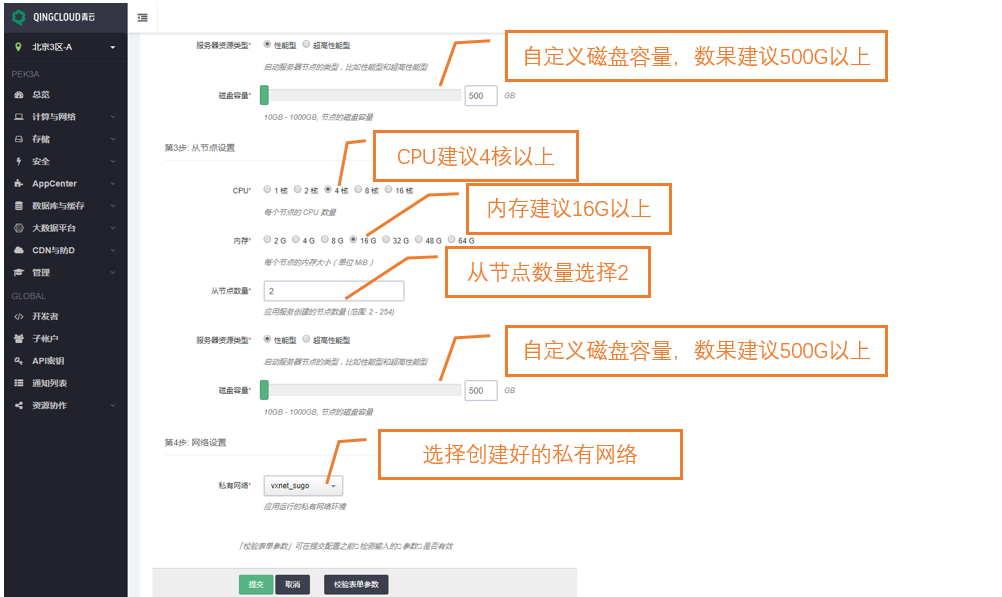 QINGCLOUD青云
北京3区-A
PEK3A
总览
计算与网络
存储
安全
AppCenter
数据库与缓存
大数据平台
CDN与防D
管理
GLOBAL
开发者
子帐户
API密钥
通知列表
资源协作
服务器资源类型* 性能型 超高性能型
启动服务器节点的类型，比如性能型和超高性能型
自定义磁盘容量，数果建议500G以上
磁盘容量* 500 GB
10GB - 1000GB, 节点的磁盘容量
第3步: 从节点设置
CPU建议4核以上
CPU* 1 核 2 核 4 核 8 核 16 核
每个节点的 CPU 数量
内存建议16G以上
内存* 2 G 4 G 8 G 16 G 32 G 48 G 64 G
每个节点的内存大小（单位 MiB ）
从节点数量选择2
从节点数量* 2
应用服务创建的节点数量 (范围: 2 - 254)
服务器资源类型* 性能型 超高性能型
自定义磁盘容量，数果建议500G以上
启动服务器节点的类型，比如性能型和超高性能型
磁盘容量* 500 GB
10GB - 1000GB, 节点的磁盘容量
第4步: 网络设置
选择创建好的私有网络
私有网络* vxnet_sugo
应用运行的私有网络环境
「校验表单参数」可在提交配置之前□检测输入的□参数□是否有效
提交 取消 校验表单参数